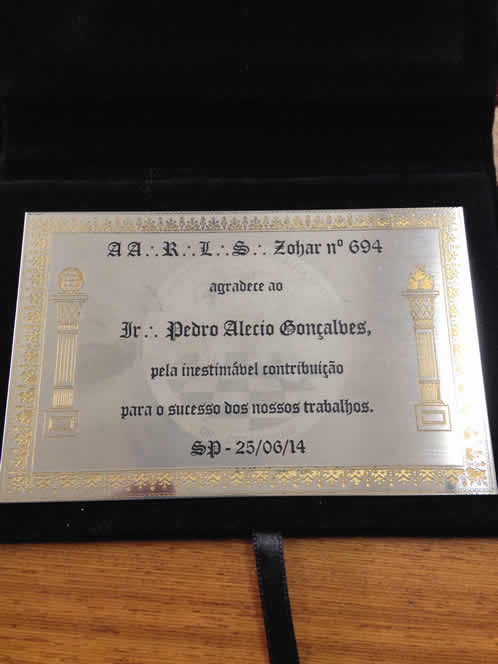 A A∴R∴L∴S∴ Zohar nº 694
agradece ao
Ir∴ Pedro Alecio Gonçalves,
pela inestimável contribuição
para o sucesso dos nossos trabalhos.
SP - 25/06/14